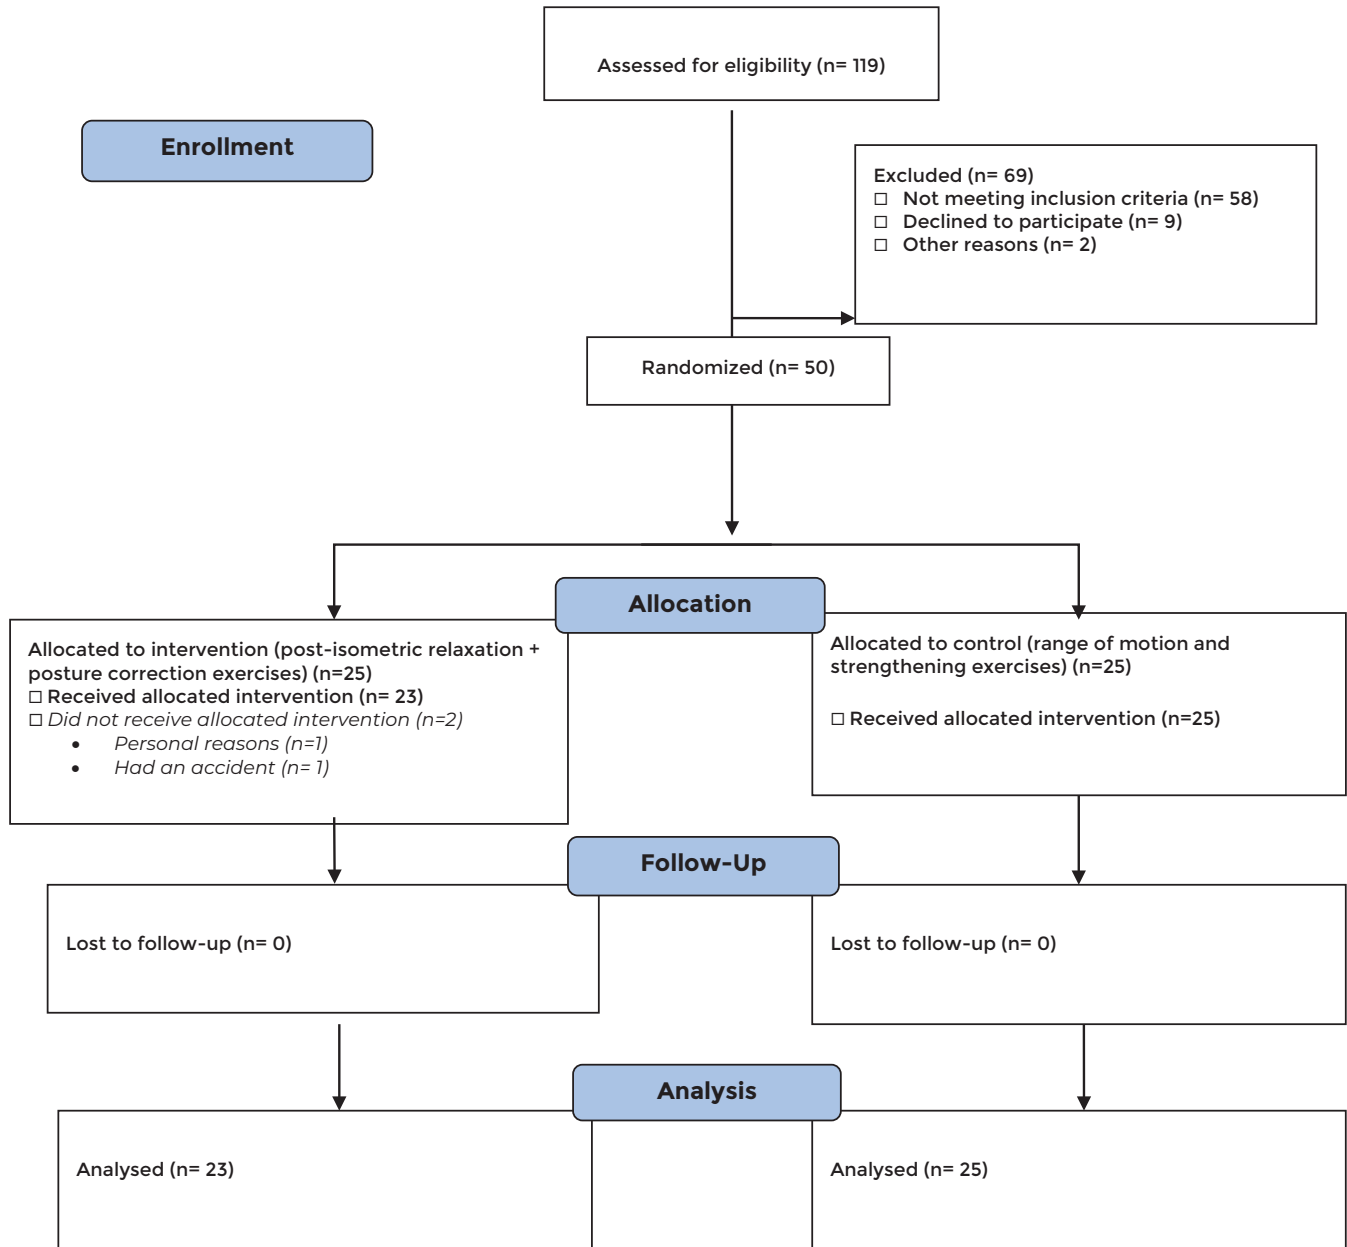 Assessed for eligibility (n= 119)
Enrollment
Excluded (n= 69)
□ Not meeting inclusion criteria (n= 58)
□ Declined to participate (n= 9)
□ Other reasons (n= 2)
Randomized (n= 50)
Allocation
Allocated to intervention (post-isometric relaxation +
posture correction exercises) (n=25)
□ Received allocated intervention (n= 23)
□ Did not receive allocated intervention (n=2)
• Personal reasons (n=1)
• Had an accident (n= 1)
Allocated to control (range of motion and
strengthening exercises) (n=25)
□ Received allocated intervention (n=25)
Follow-Up
Lost to follow-up (n= 0)
Lost to follow-up (n= 0)
Analysis
Analysed (n= 23)
Analysed (n= 25)